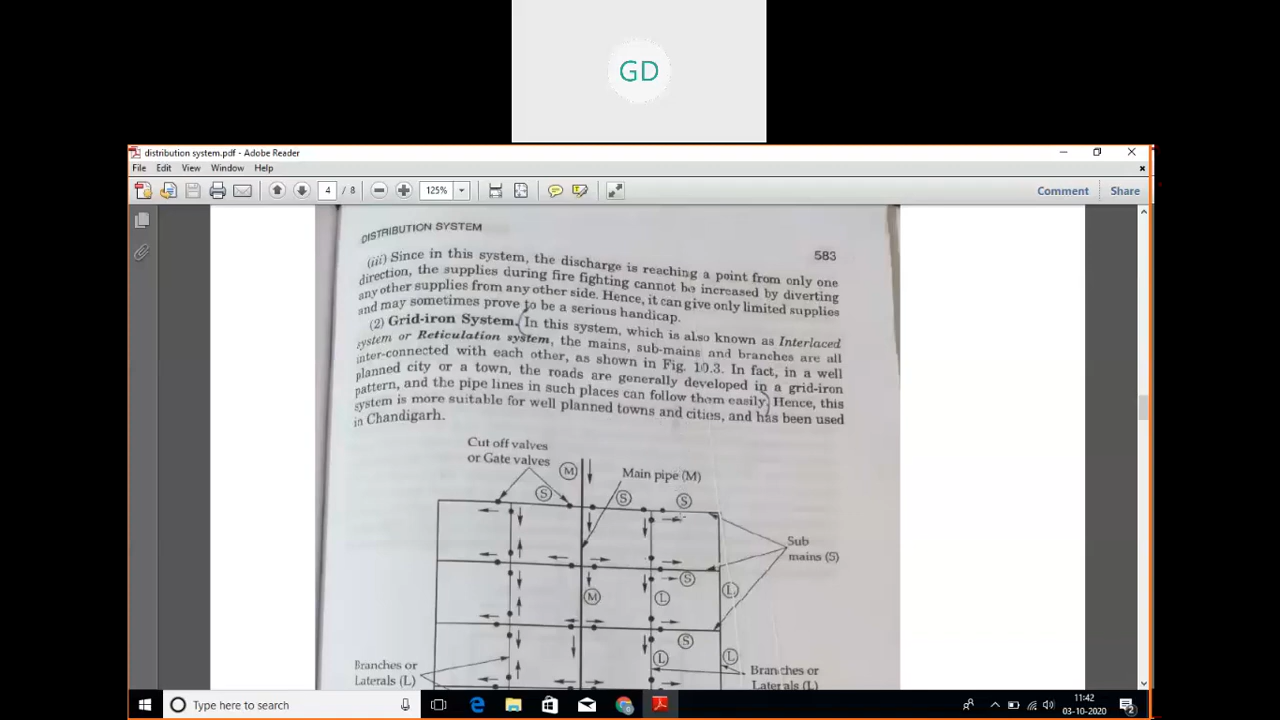 GD
distribution system.pdf - Adobe Reader
File Edit View Window Help
4 / 8 125% Comment Share
DISTRIBUTION SYSTEM
583
(iii) Since in this system, the discharge is reaching a point from only one
direction, the supplies during fire fighting cannot be increased by diverting
any other supplies from any other side. Hence, it can give only limited supplies
and may sometimes prove to be a serious handicap.
(2) Grid-iron System. In this system, which is also known as Interlaced
system or Reticulation system, the mains, sub-mains and branches are all
inter-connected with each other, as shown in Fig. 10.3. In fact, in a well
planned city or a town, the roads are generally developed in a grid-iron
pattern, and the pipe lines in such places can follow them easily. Hence, this
system is more suitable for well planned towns and cities, and has been used
in Chandigarh.
Cut off valves
or Gate valves
M
Main pipe (M)
S S S
Sub
mains (5)
S
L
M L
S
L L
Branches or
Laterals (L)
Branches or
Laterals (L)
Type here to search
11:42
03-10-2020
2